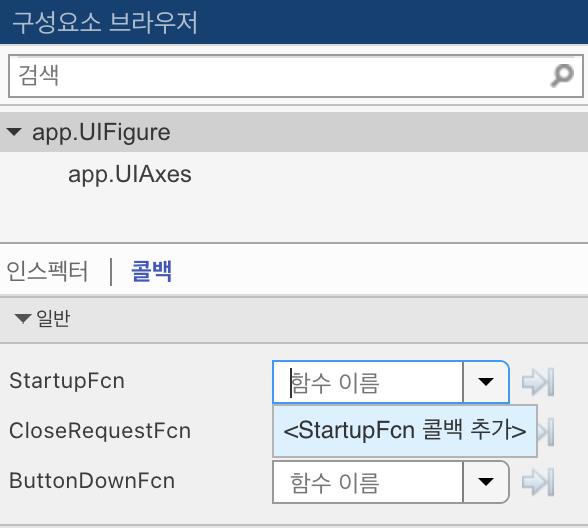 구성요소 브라우저
검색
app.UIFigure
app.UIAxes
인스펙터 | 콜백
일반
StartupFcn 함수 이름
<StartupFcn 콜백 추가>
CloseRequestFcn
ButtonDownFcn 함수 이름